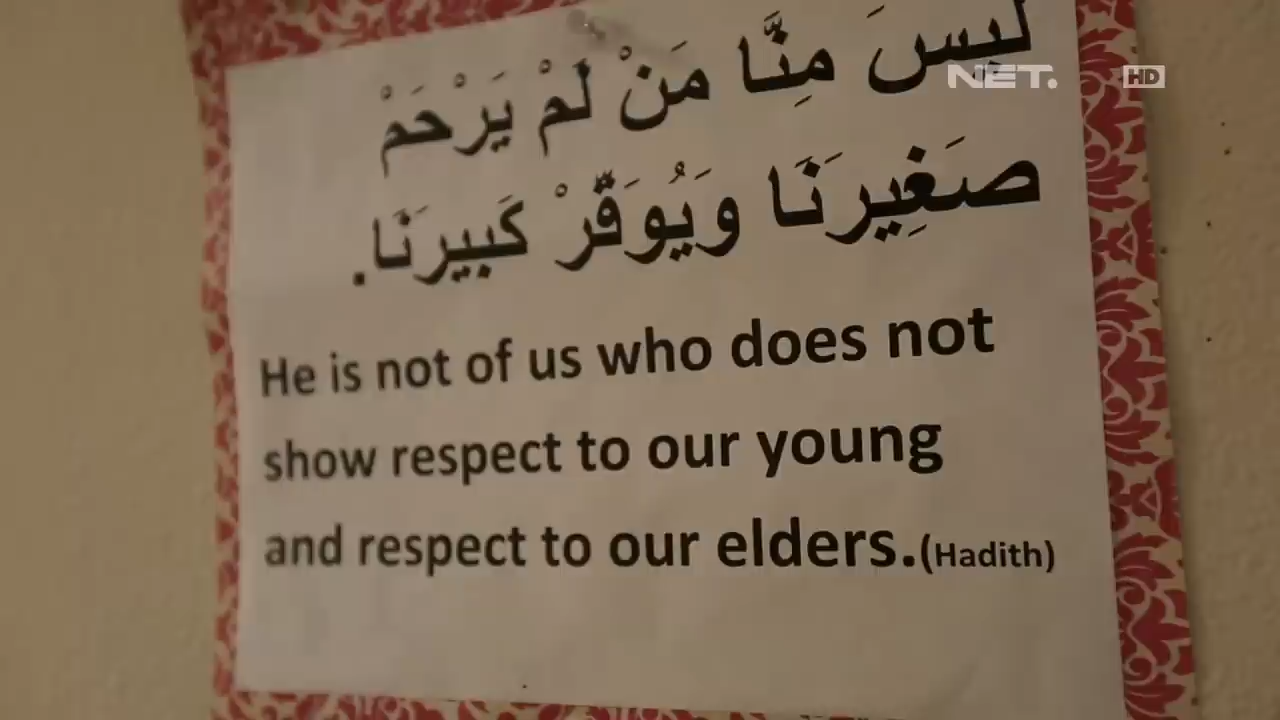 لَيسَ مِنَّا مَنْ لَمْ يَرْحَمْ
صَغِيرَنَا وَيُوَقّرْ كَبيرَنَا.
He is not of us who does not
show respect to our young
and respect to our elders.(Hadith)
NET.
HD